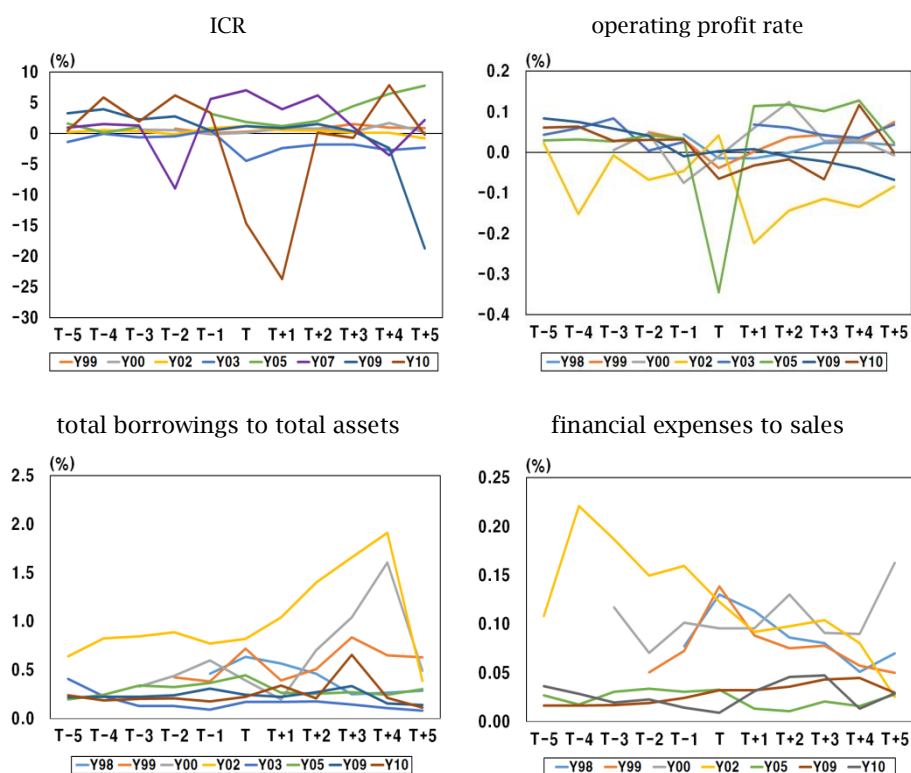 ICR
(%)
10
5
0
-5
-10
-15
-20
-25
-30
T-5 T-4 T-3 T-2 T-1 T T+1 T+2 T+3 T+4 T+5
Y99 Y00 Y02 Y03 Y05 Y07 Y09 Y10
operating profit rate
(%)
0.2
0.1
0.0
-0.1
-0.2
-0.3
-0.4
T-5 T-4 T-3 T-2 T-1 T T+1 T+2 T+3 T+4 T+5
Y98 Y99 Y00 Y02 Y03 Y05 Y09 Y10
total borrowings to total assets
(%)
2.5
2.0
1.5
1.0
0.5
0.0
T-5 T-4 T-3 T-2 T-1 T T+1 T+2 T+3 T+4 T+5
Y98 Y99 Y00 Y02 Y03 Y05 Y09 Y10
financial expenses to sales
(%)
0.25
0.20
0.15
0.10
0.05
0.00
T-5 T-4 T-3 T-2 T-1 T T+1 T+2 T+3 T+4 T+5
Y98 Y99 Y00 Y02 Y05 Y09 Y10